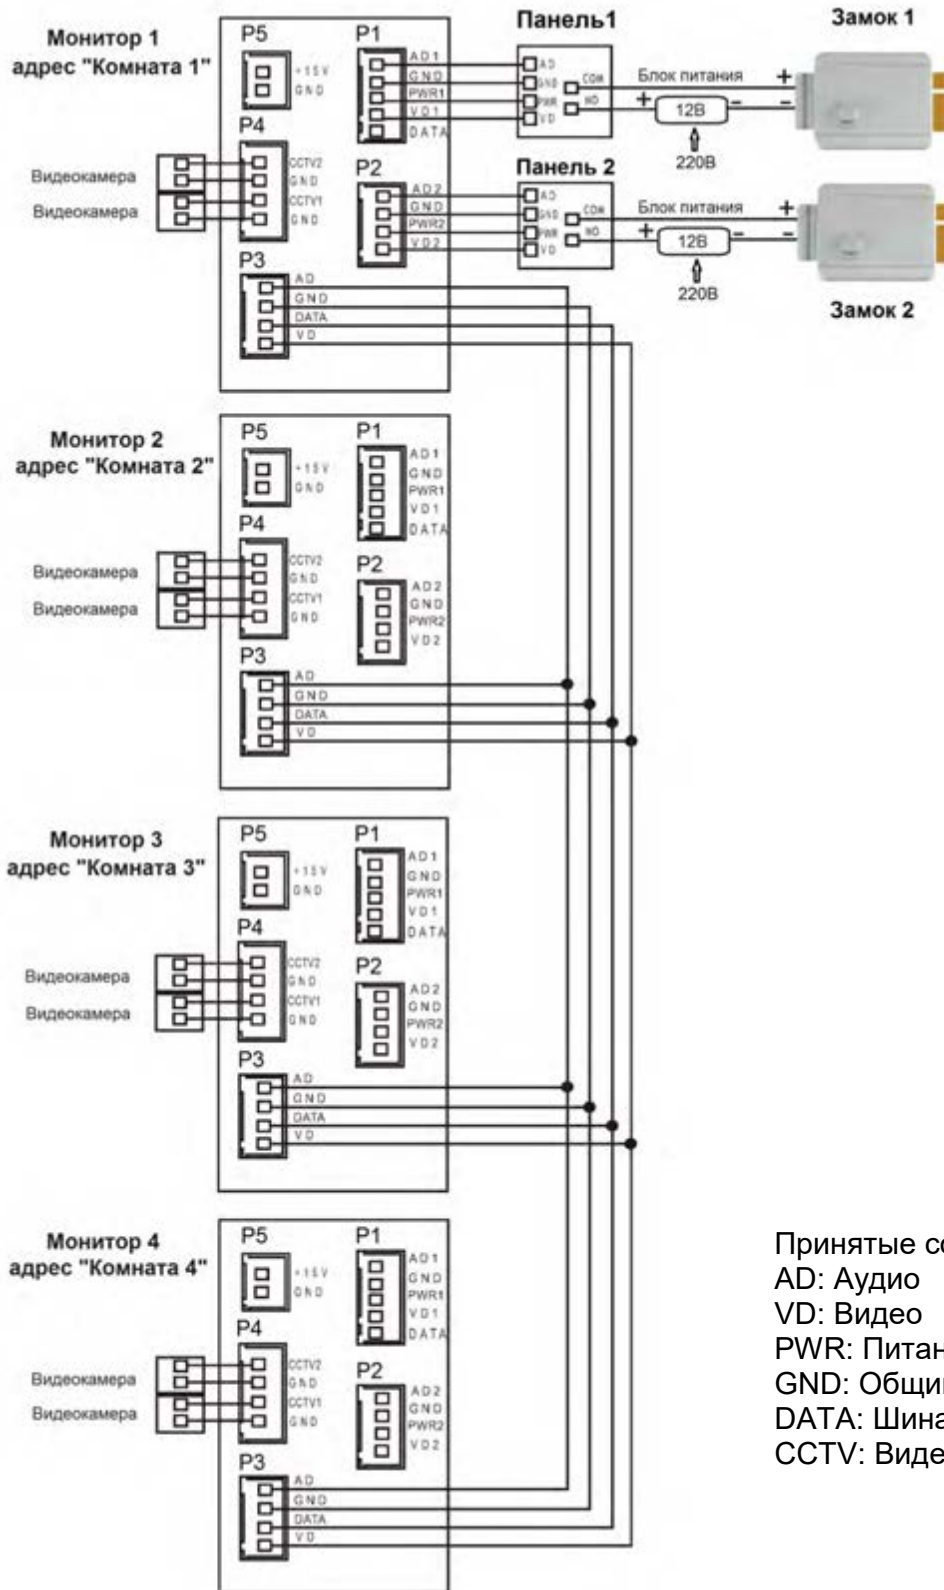 Монитор 1
адрес "Комната 1"
P5
+15V
GND
P4
CCTV2
GND
CCTV1
GND
Видеокамера
Видеокамера
P3
AD
GND
DATA
VD
P1
AD1
GND
PWR1
VD1
DATA
P2
AD2
GND
PWR2
VD2
Панель1
AD
GND
PWR
VD
COM
NO
Блок питания
+
+
12В
-
-
220В
Замок 1
Панель 2
AD
GND
PWR
VD
COM
NO
Блок питания
+
+
12В
-
-
220В
Замок 2
Монитор 2
адрес "Комната 2"
P5
+15V
GND
P4
CCTV2
GND
CCTV1
GND
Видеокамера
Видеокамера
P3
AD
GND
DATA
VD
P1
AD1
GND
PWR1
VD1
DATA
P2
AD2
GND
PWR2
VD2
Монитор 3
адрес "Комната 3"
P5
+15V
GND
P4
CCTV2
GND
CCTV1
GND
Видеокамера
Видеокамера
P3
AD
GND
DATA
VD
P1
AD1
GND
PWR1
VD1
DATA
P2
AD2
GND
PWR2
VD2
Монитор 4
адрес "Комната 4"
P5
+15V
GND
P4
CCTV2
GND
CCTV1
GND
Видеокамера
Видеокамера
P3
AD
GND
DATA
VD
P1
AD1
GND
PWR1
VD1
DATA
P2
AD2
GND
PWR2
VD2
Принятые
AD: Аудио
VD: Видео
PWR:
GND:
DATA: Шина
CCTV: